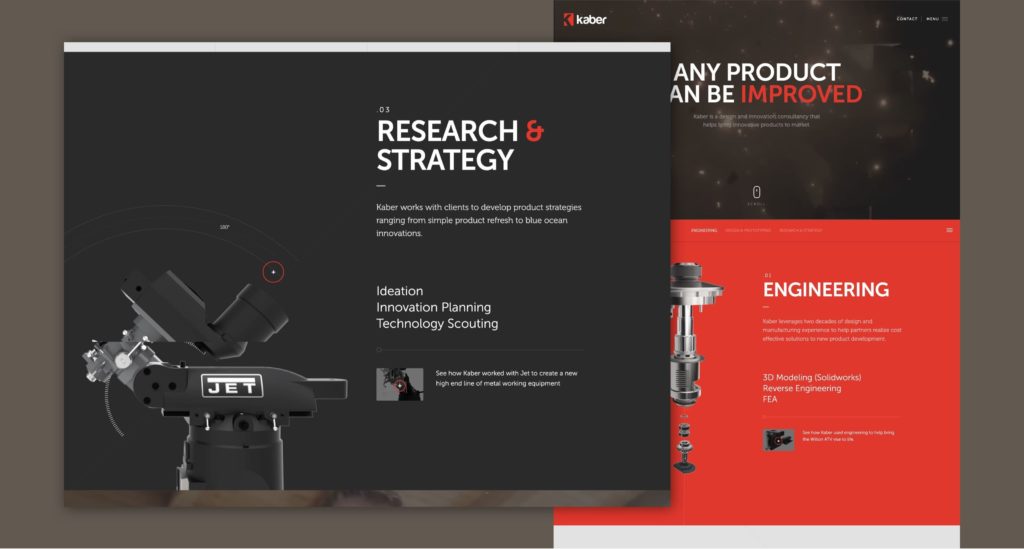 kaber
CONTACT
MENU
ANY PRODUCT
AN BE IMPROVED
Kaber is a design and innovation consultancy that
helps bring innovative products to market.
SCROLL
.03
RESEARCH &
STRATEGY
Kaber works with clients to develop product strategies
ranging from simple product refresh to blue ocean
innovations.
180°
Ideation
Innovation Planning
Technology Scouting
See how Kaber worked with Jet to create a new
high end line of metal working equipment
JET
ENGINEERING
DESIGN & PROTOTYPING
RESEARCH & STRATEGY
.01
ENGINEERING
Kaber leverages two decades of design and
manufacturing experience to help partners realize cost
effective solutions to new product development.
3D Modeling (Solidworks)
Reverse Engineering
FEA
See how Kaber used engineering to help bring
the Wilton ATV vise to life.